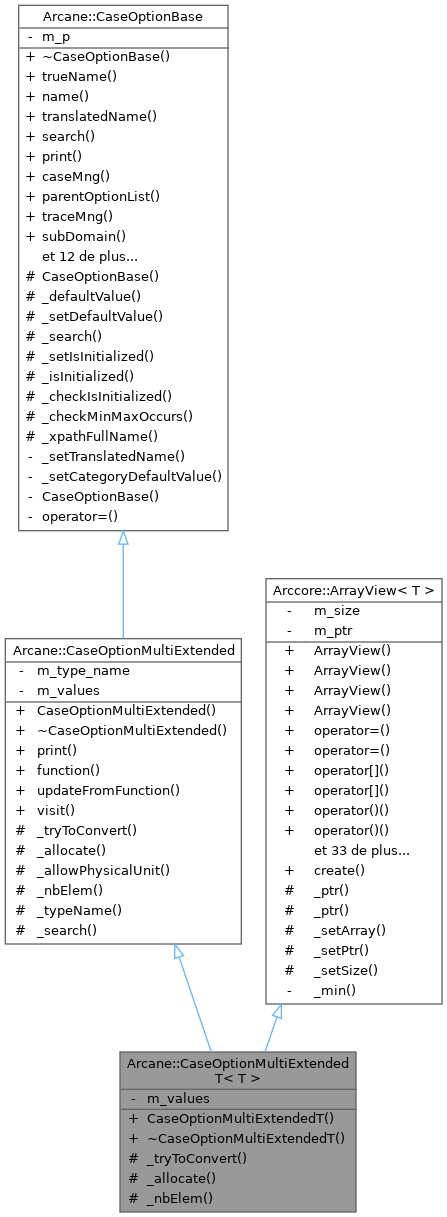 Arcane::CaseOptionBase
- m_p
+ ~CaseOptionBase()
+ trueName()
+ name()
+ translatedName()
+ search()
+ print()
+ caseMng()
+ parentOptionList()
+ traceMng()
+ subDomain()
et 12 de plus...
# CaseOptionBase()
# _defaultValue()
# _setDefaultValue()
# _search()
# _setIsInitialized()
# _isInitialized()
# _checkIsInitialized()
# _checkMinMaxOccurs()
# _xpathFullName()
- _setTranslatedName()
- _setCategoryDefaultValue()
- CaseOptionBase()
- operator=()
Arcane::CaseOptionMultiExtended
- m_type_name
- m_values
+ CaseOptionMultiExtended()
+ ~CaseOptionMultiExtended()
+ print()
+ function()
+ updateFromFunction()
+ visit()
# _tryToConvert()
# _allocate()
# _allowPhysicalUnit()
# _nbElem()
# _typeName()
# _search()
Arccore::ArrayView< T >
- m_size
- m_ptr
+ ArrayView()
+ ArrayView()
+ ArrayView()
+ ArrayView()
+ operator=()
+ operator=()
+ operator[]()
+ operator[]()
+ operator()()
+ operator()()
et 33 de plus...
+ create()
# _ptr()
# _ptr()
# _setArray()
# _setPtr()
# _setSize()
- _min()
Arcane::CaseOptionMultiExtended
T< T >
- m_values
+ CaseOptionMultiExtendedT()
+ ~CaseOptionMultiExtendedT()
# _tryToConvert()
# _allocate()
# _nbElem()